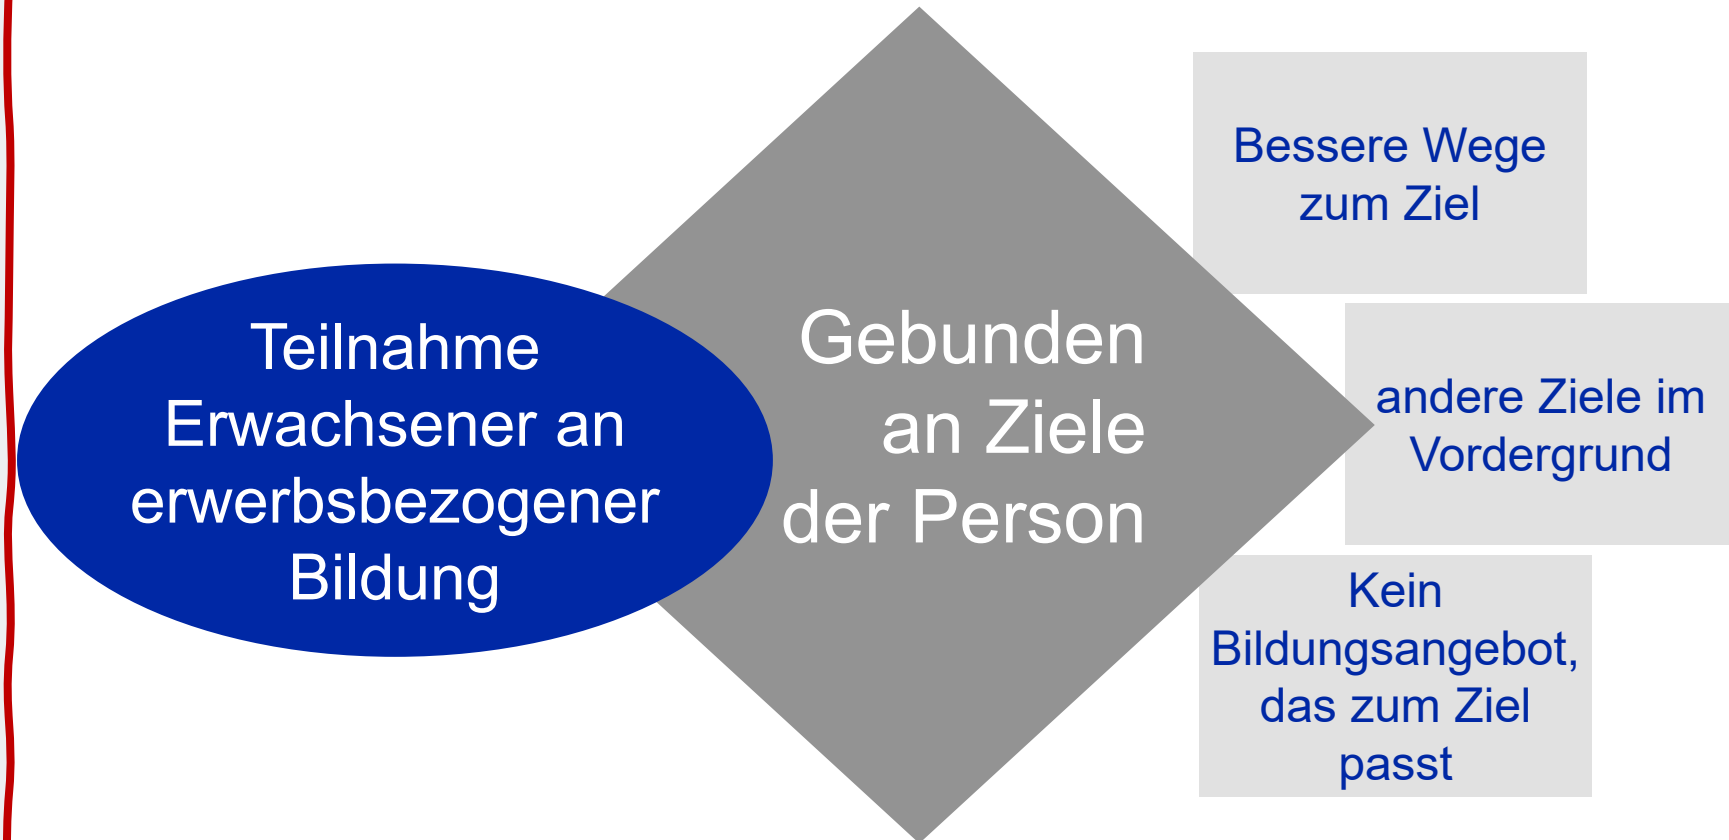 Teilnahme
Erwachsener an
erwerbsbezogener
Bildung
Gebunden
an Ziele
der Person
Bessere Wege
zum Ziel
andere Ziele im
Vordergrund
Kein
Bildungsangebot,
das zum Ziel
passt